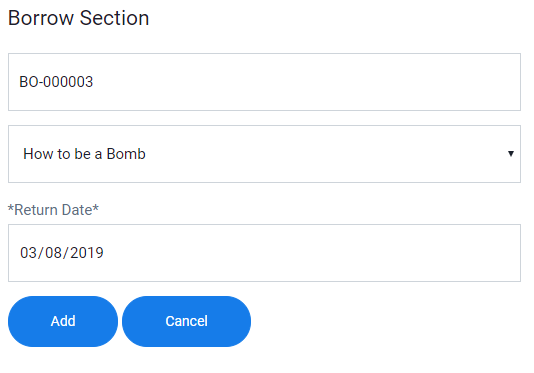 Borrow Section
BO-000003
How to be a Bomb
*Return Date*
03/08/2019
Add Cancel